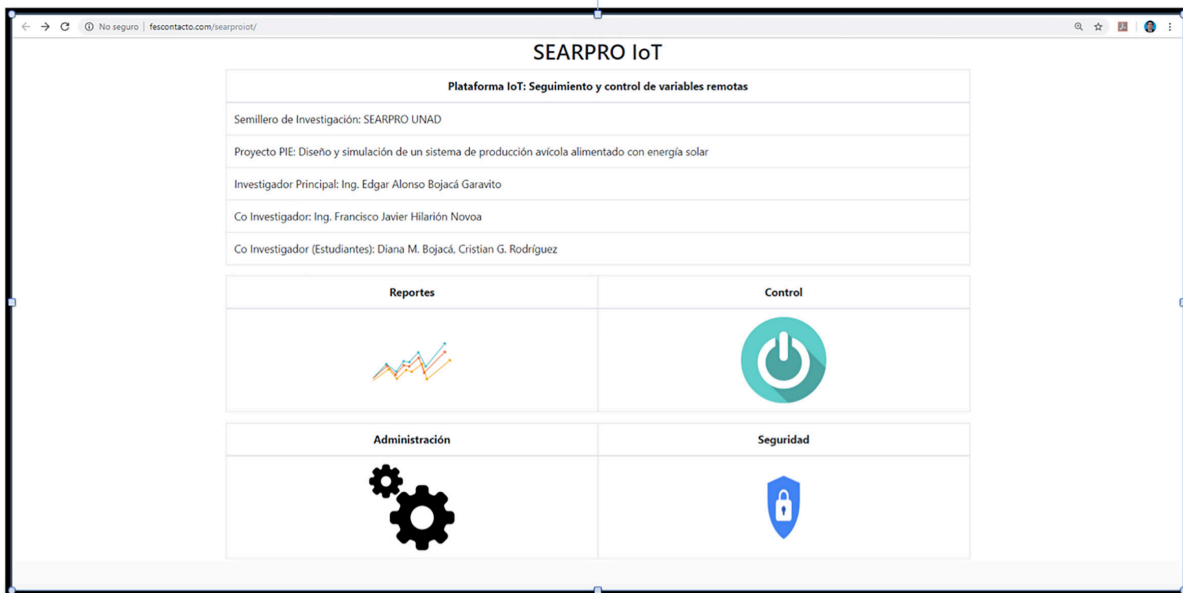 No seguro | fescontacto.com/searproiot/
SEARPRO IoT
Plataforma IoT: Seguimiento y control de variables remotas
Semillero de Investigación: SEARPRO UNAD
Proyecto PIE: Diseño y simulación de un sistema de producción avícola alimentado con energía solar
Investigador Principal: Ing. Edgar Alonso Bojacá Garavito
Co Investigador: Ing. Francisco Javier Hilarión Novoa
Co Investigador (Estudiantes): Diana M. Bojacá, Cristian G. Rodríguez
Reportes
Control
Administración
Seguridad